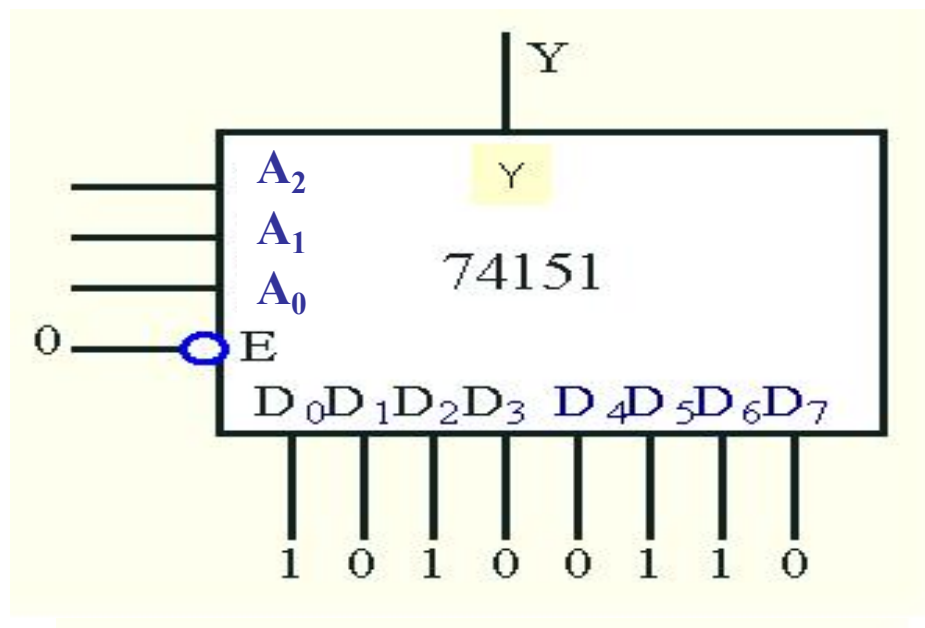 Y
Y
A₂
A₁
74151
A₀
0 E
D₀D₁D₂D₃ D₄D₅D₆D₇
1 0 1 0 0 1 1 0